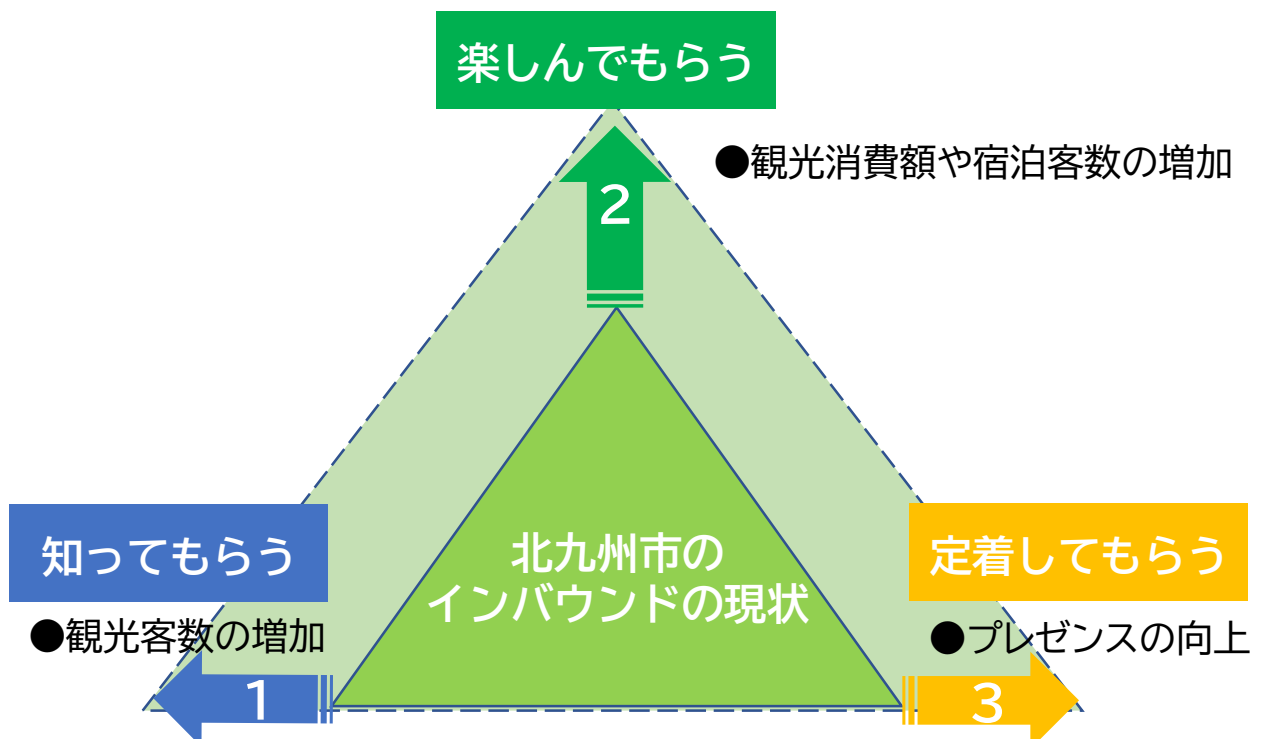 楽しんでもらう
●観光消費額や宿泊客数の増加
2
北九州市の
インバウンドの現状
知ってもらう
●観光客数の増加
1
定着してもらう
●プレゼンスの向上
3